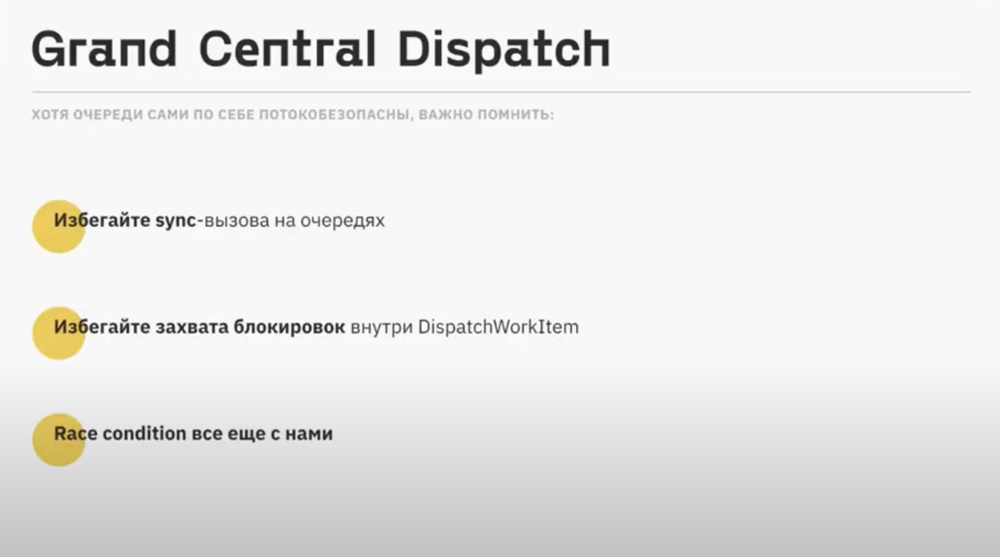 Grand Central Dispatch
ХОТЯ ОЧЕРЕДИ САМИ ПО СЕБЕ ПОТОКОБЕЗОПАСНЫ, ВАЖНО ПОМНИТЬ:
Избегайте sync-вызова на очередях
Избегайте захвата блокировок внутри DispatchWorkItem
Race condition все еще с нами